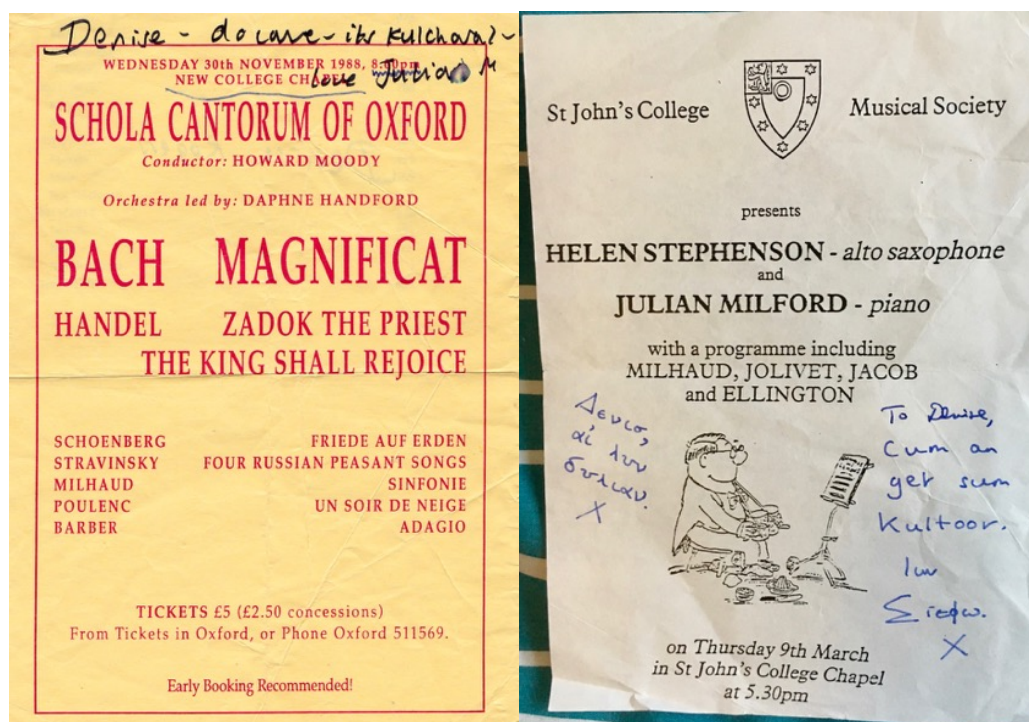 Denise - do come - its Kulchural -
love Julian M
WEDNESDAY 30th NOVEMBER 1988, 8.00pm
NEW COLLEGE CHAPEL
SCHOLA CANTORUM OF OXFORD
Conductor: HOWARD MOODY
Orchestra led by: DAPHNE HANDFORD
BACH MAGNIFICAT
HANDEL ZADOK THE PRIEST
THE KING SHALL REJOICE
SCHOENBERG FRIEDE AUF ERDEN
STRAVINSKY FOUR RUSSIAN PEASANT SONGS
MILHAUD SINFONIE
POULENC UN SOIR DE NEIGE
BARBER ADAGIO
TICKETS £5 (£2.50 concessions)
From Tickets in Oxford, or Phone Oxford 511569.
Early Booking Recommended!
St John's College Musical Society
presents
HELEN STEPHENSON - alto saxophone
and
JULIAN MILFORD - piano
with a programme including
MILHAUD, JOLIVET, JACOB
and ELLINGTON
Δενισ,
αἰ λυν
X
To Denise,
Cum an
get sum
Kultoor.
luv
X
on Thursday 9th March
in St John's College Chapel
at 5.30pm